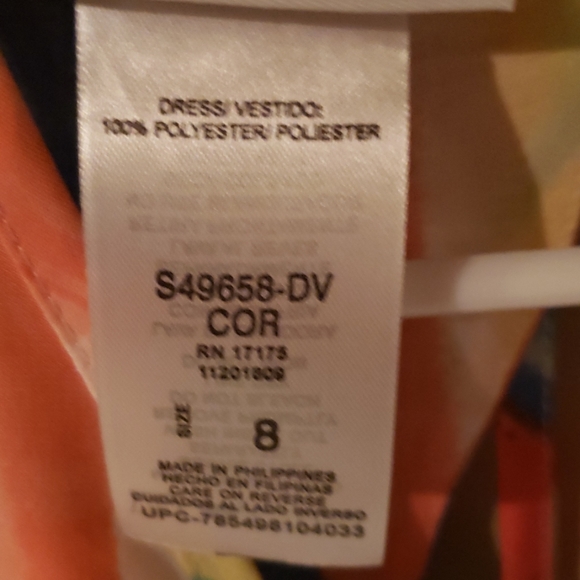 DRESS/ VESTIDO:
100% POLYESTER/ POLIESTER
S49658-DV
COR
RN 17175
11201809
SIZE 8
MADE IN PHILIPPINES
HECHO EN FILIPINAS
CARE ON REVERSE
CUIDADOS AL LADO INVERSO
UPC-785498104033